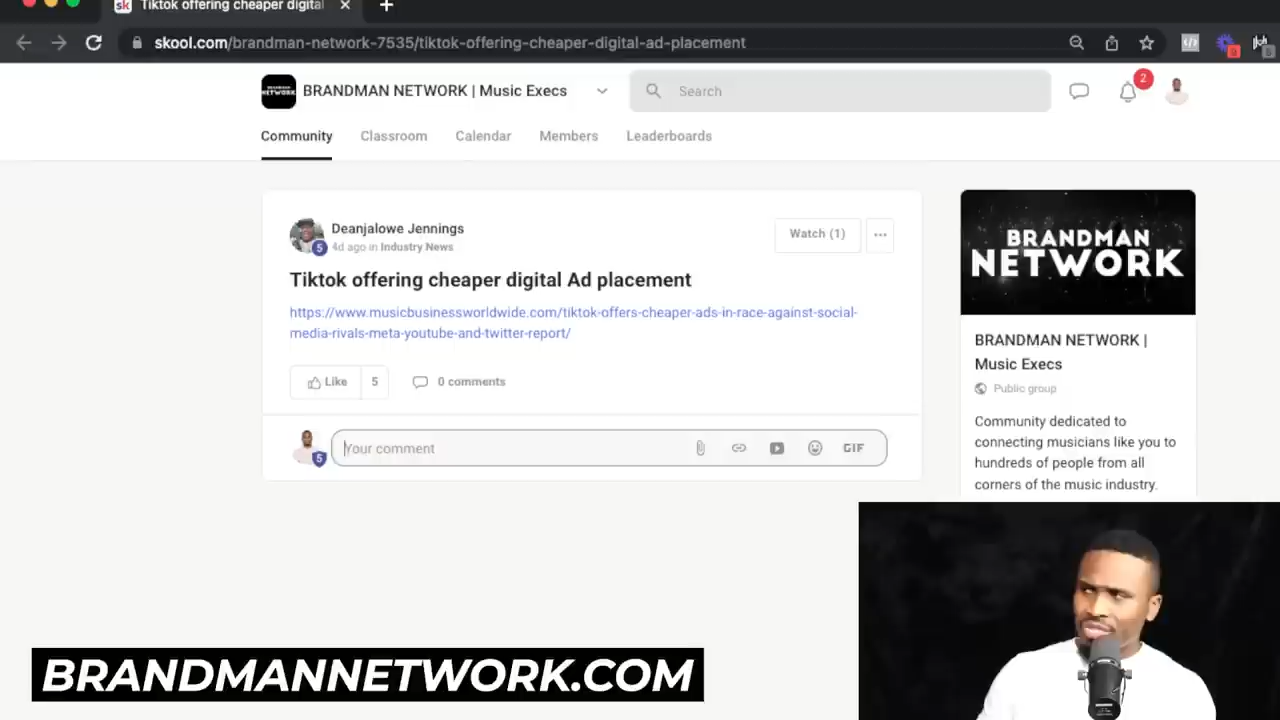 sk Tiktok offering cheaper digital
skool.com/brandman-network-7535/tiktok-offering-cheaper-digital-ad-placement
BRANDMAN NETWORK | Music Execs
Search
2
Community Classroom Calendar Members Leaderboards
Deanjalowe Jennings
5 4d ago in Industry News
Watch (1)
Tiktok offering cheaper digital Ad placement
https://www.musicbusinessworldwide.com/tiktok-offers-cheaper-ads-in-race-against-social-
media-rivals-meta-youtube-and-twitter-report/
Like 5 0 comments
5 Your comment GIF
BRANDMAN
NETWORK
BRANDMAN NETWORK |
Music Execs
Public group
Community dedicated to
connecting musicians like you to
hundreds of people from all
corners of the music industry.
BRANDMANNETWORK.COM